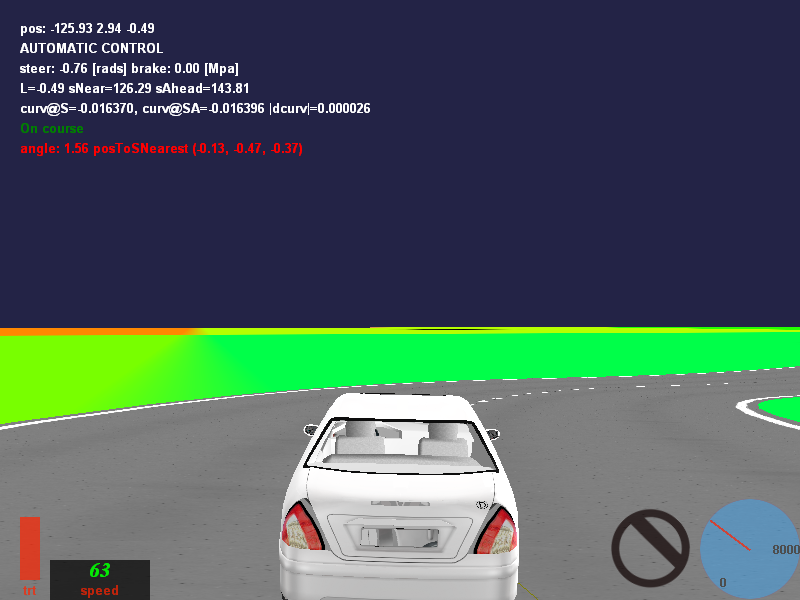 pos: -125.93 2.94 -0.49
AUTOMATIC CONTROL
steer: -0.76 [rads] brake: 0.00 [Mpa]
L=-0.49 sNear=126.29 sAhead=143.81
curv@S=-0.016370, curv@SA=-0.016396 |dcurv|=0.000026
On course
angle: 1.56 posToSNearest (-0.13, -0.47, -0.37)
8000
0
63
trt speed